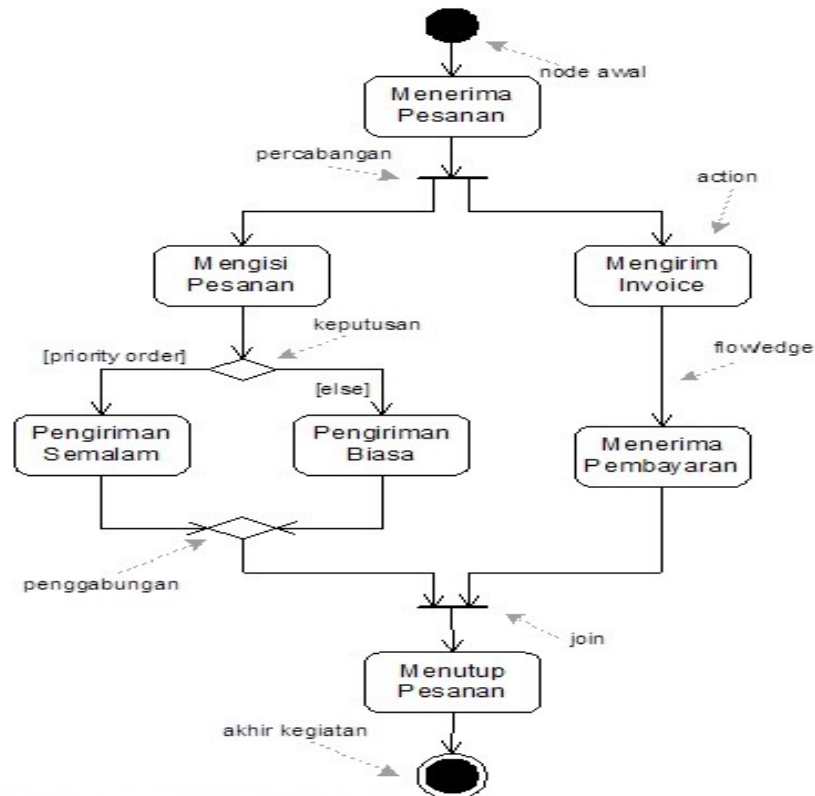 node awal
Menerima
Pesanan
percabangan
action
Mengisi
Pesanan
Mengirim
Invoice
keputusan
[priority order]
flow/edge
[else]
Pengiriman
Semalam
Pengiriman
Biasa
Menerima
Pembayaran
penggabungan
join
Menutup
Pesanan
akhir kegiatan